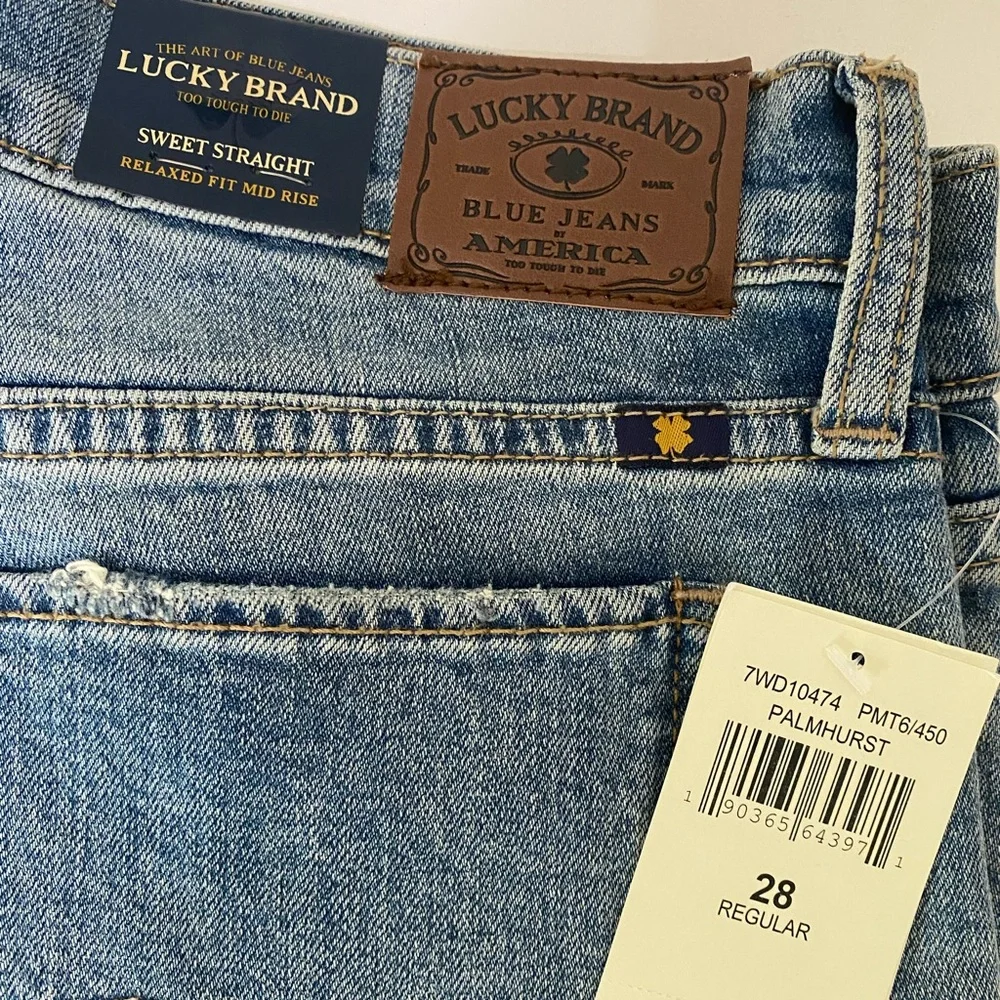 THE ART OF BLUE JEANS
LUCKY BRAND
TOO TOUGH TO DIE
SWEET STRAIGHT
RELAXED FIT MID RISE
LUCKY BRAND
TRADE MARK
BLUE JEANS
BY
AMERICA
TOO TOUGH TO DIE
7WD10474 PMT6/450
PALMHURST
1 90365 64397 1
28
REGULAR